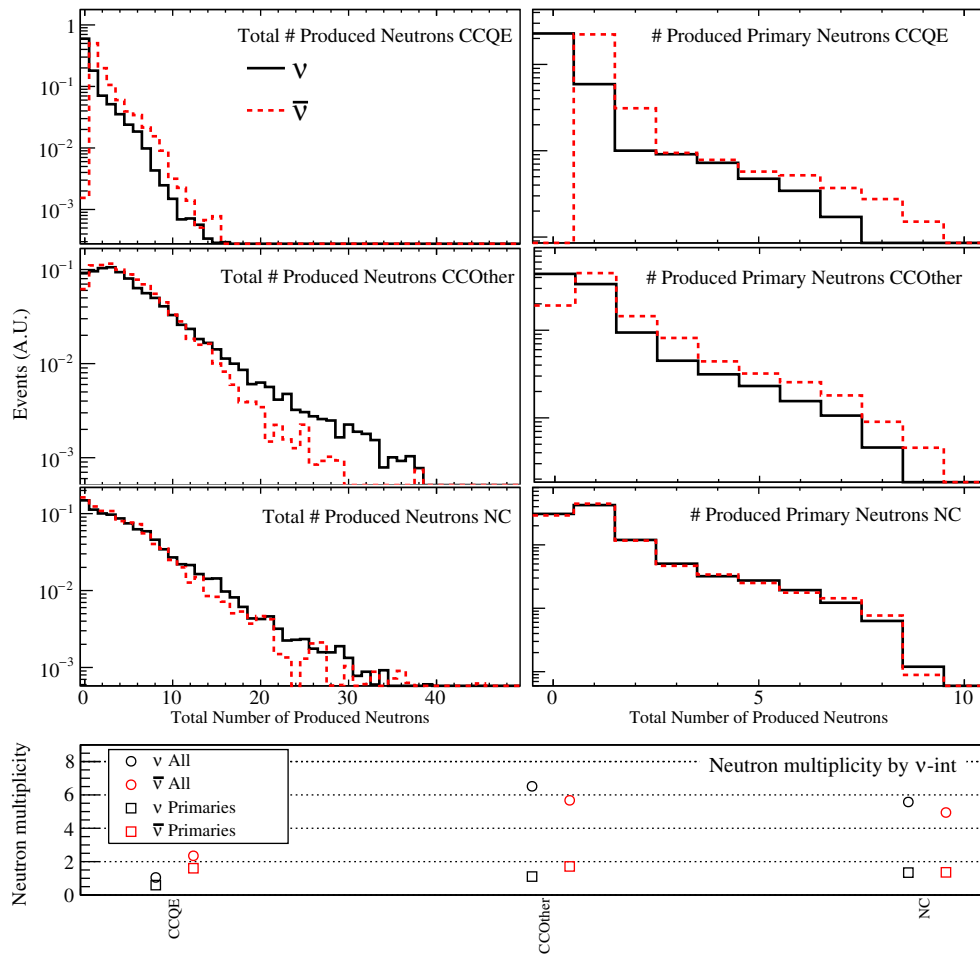 Total # Produced Neutrons CCQE
ν
ν̅
1
10⁻¹
10⁻²
10⁻³
# Produced Primary Neutrons CCQE
Total # Produced Neutrons CCOther
10⁻¹
10⁻²
10⁻³
Events (A.U.)
# Produced Primary Neutrons CCOther
Total # Produced Neutrons NC
10⁻¹
10⁻²
10⁻³
# Produced Primary Neutrons NC
0 10 20 30 40
Total Number of Produced Neutrons
0 5 10
Total Number of Produced Neutrons
Neutron multiplicity by ν-int
Neutron multiplicity
8
6
4
2
0
ν All
ν̅ All
ν Primaries
ν̅ Primaries
CCQE
CCOther
NC